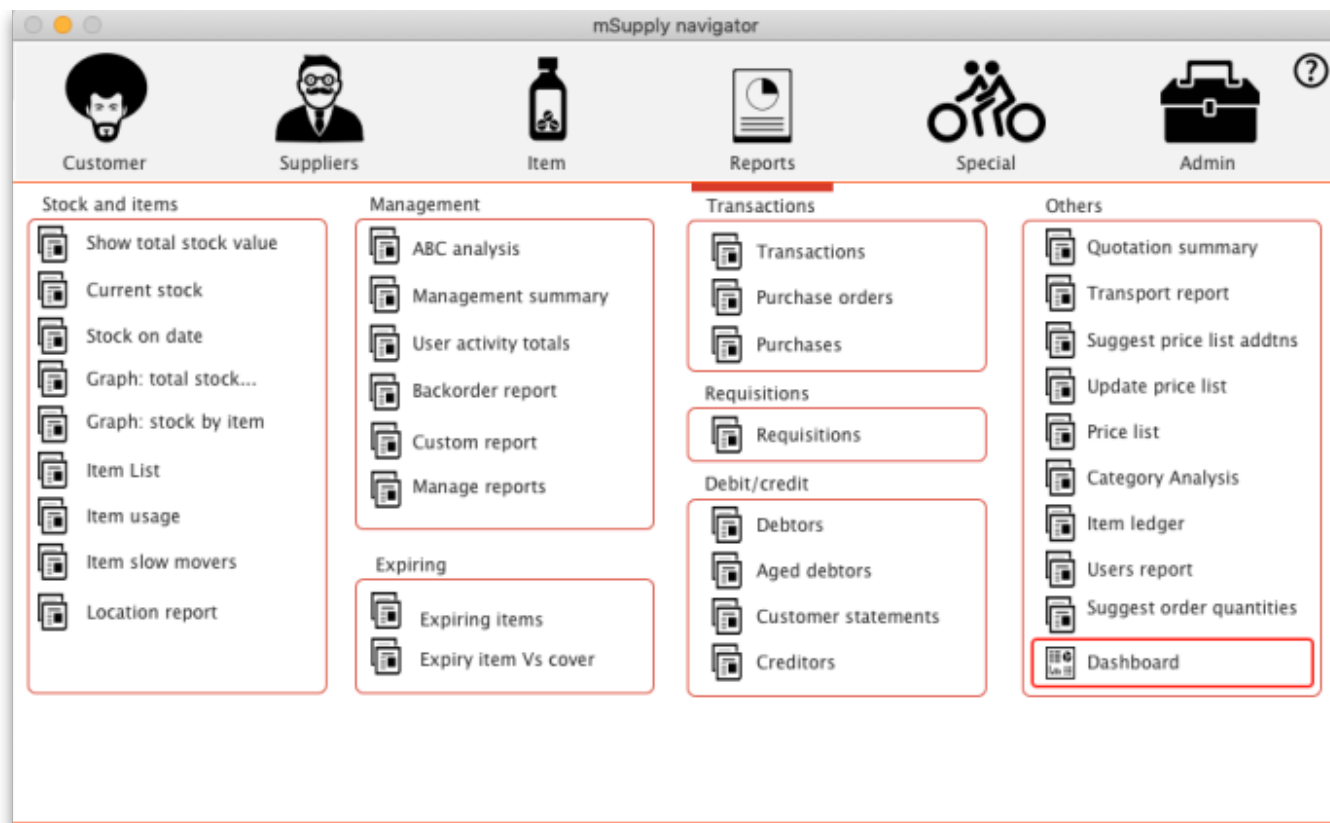 mSupply navigator
?
Customer
Suppliers
Item
Reports
Special
Admin
Stock and items
Show total stock value
Current stock
Stock on date
Graph: total stock...
Graph: stock by item
Item List
Item usage
Item slow movers
Location report
Management
ABC analysis
Management summary
User activity totals
Backorder report
Custom report
Manage reports
Expiring
Expiring items
Expiry item Vs cover
Transactions
Transactions
Purchase orders
Purchases
Requisitions
Requisitions
Debit/credit
Debtors
Aged debtors
Customer statements
Creditors
Others
Quotation summary
Transport report
Suggest price list addtns
Update price list
Price list
Category Analysis
Item ledger
Users report
Suggest order quantities
Dashboard